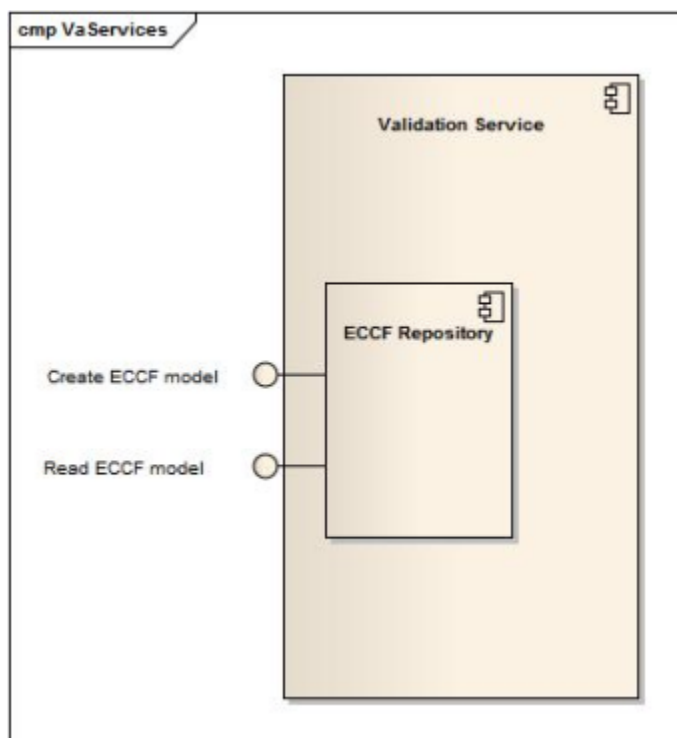 cmp VaServices
Validation Service
ECCF Repository
Create ECCF model
Read ECCF model